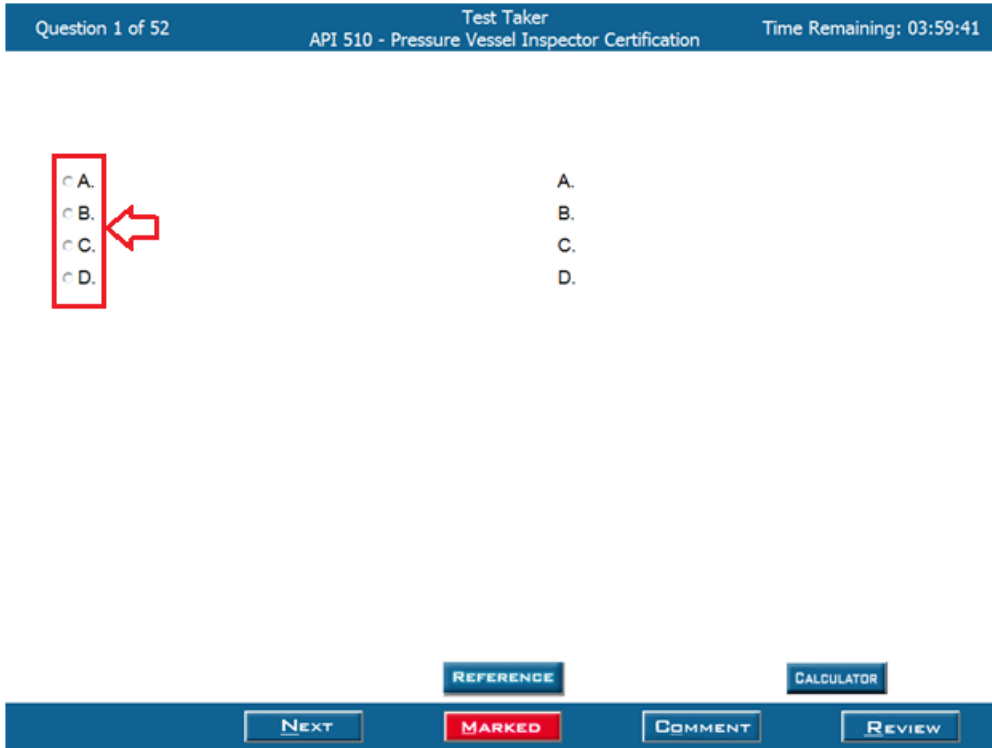 Question 1 of 52
Test Taker
API 510 - Pressure Vessel Inspector Certification
Time Remaining: 03:59:41
A. A.
B. B.
C. C.
D. D.
REFERENCE CALCULATOR
NEXT MARKED COMMENT REVIEW